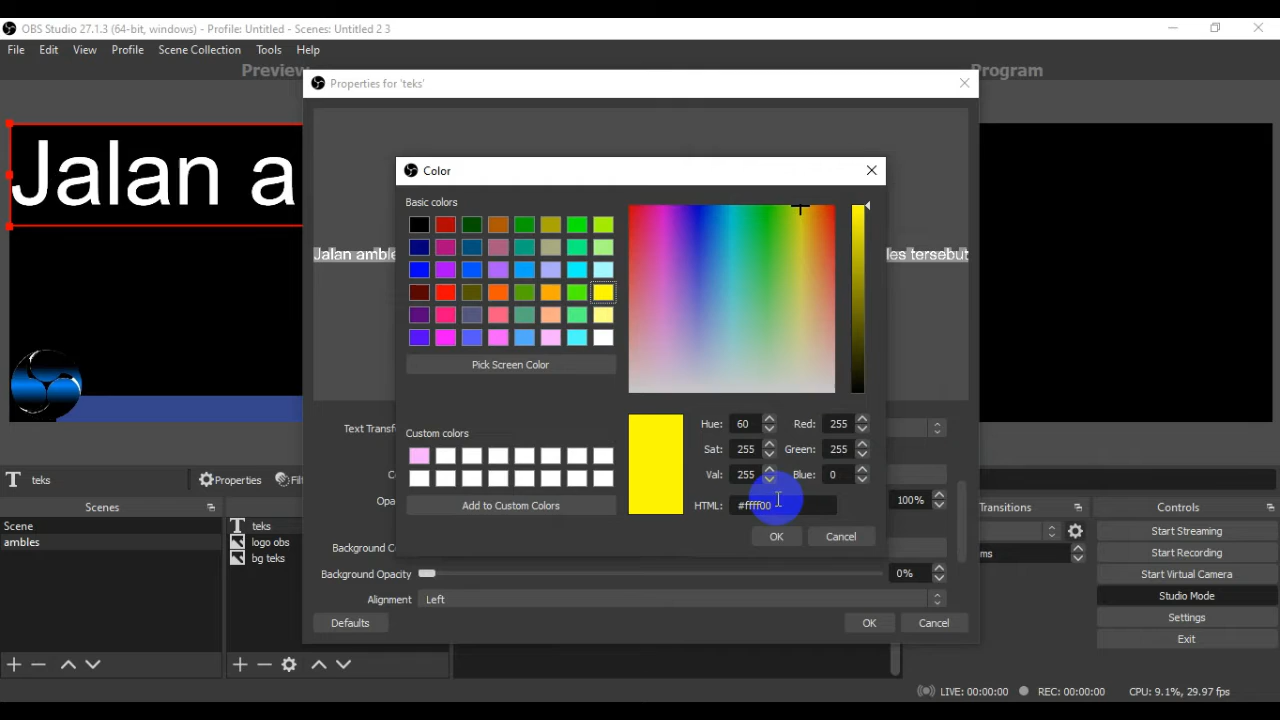 OBS Studio 27.1.3 (64-bit, windows) - Profile: Untitled - Scenes: Untitled 2 3
File Edit View Profile Scene Collection Tools Help
Preview
Program
Properties for 'teks'
Jalan a
Color
Basic colors
Jalan amble
les tersebut
Pick Screen Color
Custom colors
Add to Custom Colors
Hue: 60 Red: 255
Sat: 255 Green: 255
Val: 255 Blue: 0
HTML: #ffff00
OK Cancel
Text Transf
Opa
100%
Background C
Background Opacity 0%
Alignment Left
Defaults OK Cancel
teks Properties Fil
Scenes
Scene
ambles
teks
logo obs
bg teks
Transitions
ms
Controls
Start Streaming
Start Recording
Start Virtual Camera
Studio Mode
Settings
Exit
LIVE: 00:00:00 REC: 00:00:00 CPU: 9.1%, 29.97 fps